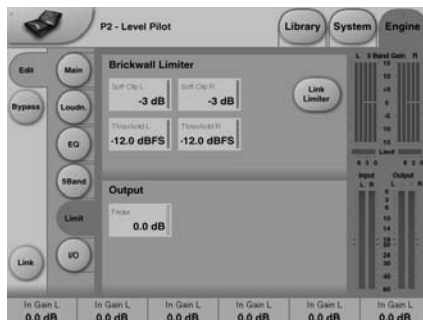 P2 - Level Pilot
Library
System
Engine
Edit
Main
Bypass
Loudn.
EQ
5Band
Limit
Link
I/O
Brickwall Limiter
Soft Clip L
-3 dB
Soft Clip R
-3 dB
Threshold L
-12.0 dBFS
Threshold R
-12.0 dBFS
Link
Limiter
Output
Fader
0.0 dB
L 5 Band Gain R
Limit
Input
Output
L R L R
In Gain L
0.0 dB
In Gain L
0.0 dB
In Gain L
0.0 dB
In Gain L
0.0 dB
In Gain L
0.0 dB
In Gain L
0.0 dB